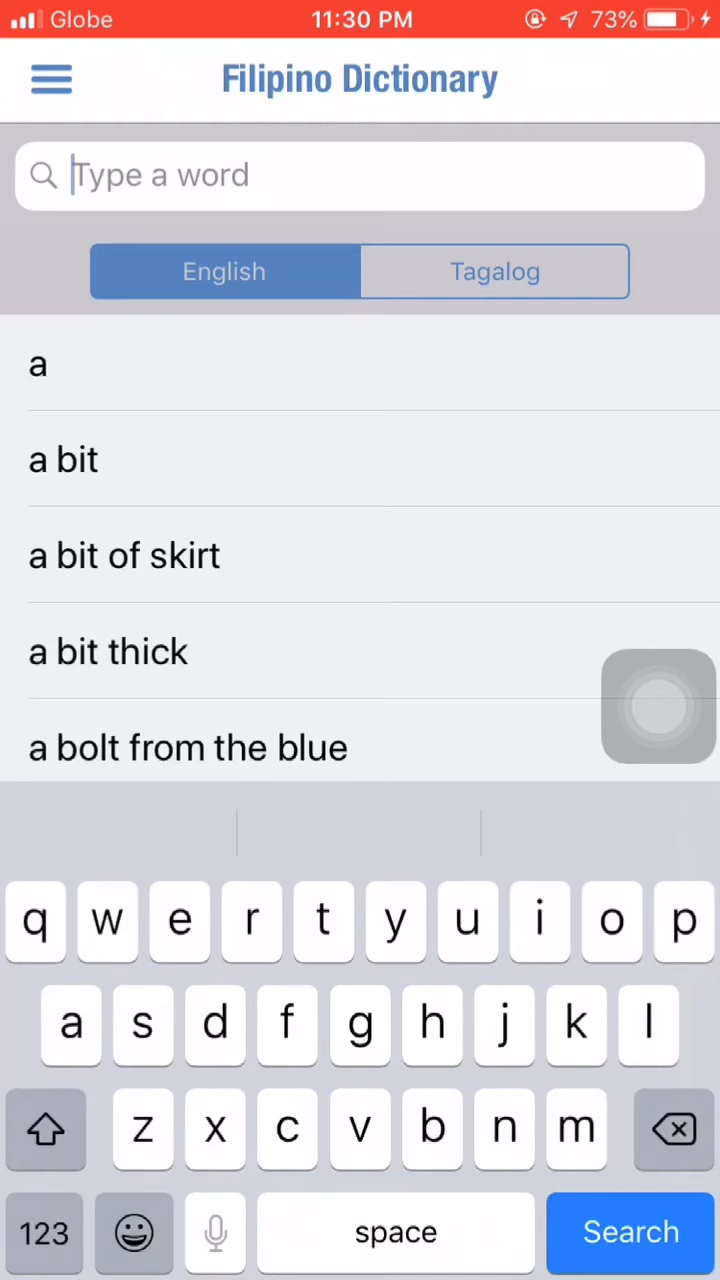 Globe 11:30 PM 73%
Filipino Dictionary
Type a word
English Tagalog
a
a bit
a bit of skirt
a bit thick
a bolt from the blue
q w e r t y u i o p
a s d f g h j k l
z x c v b n m
123 space Search